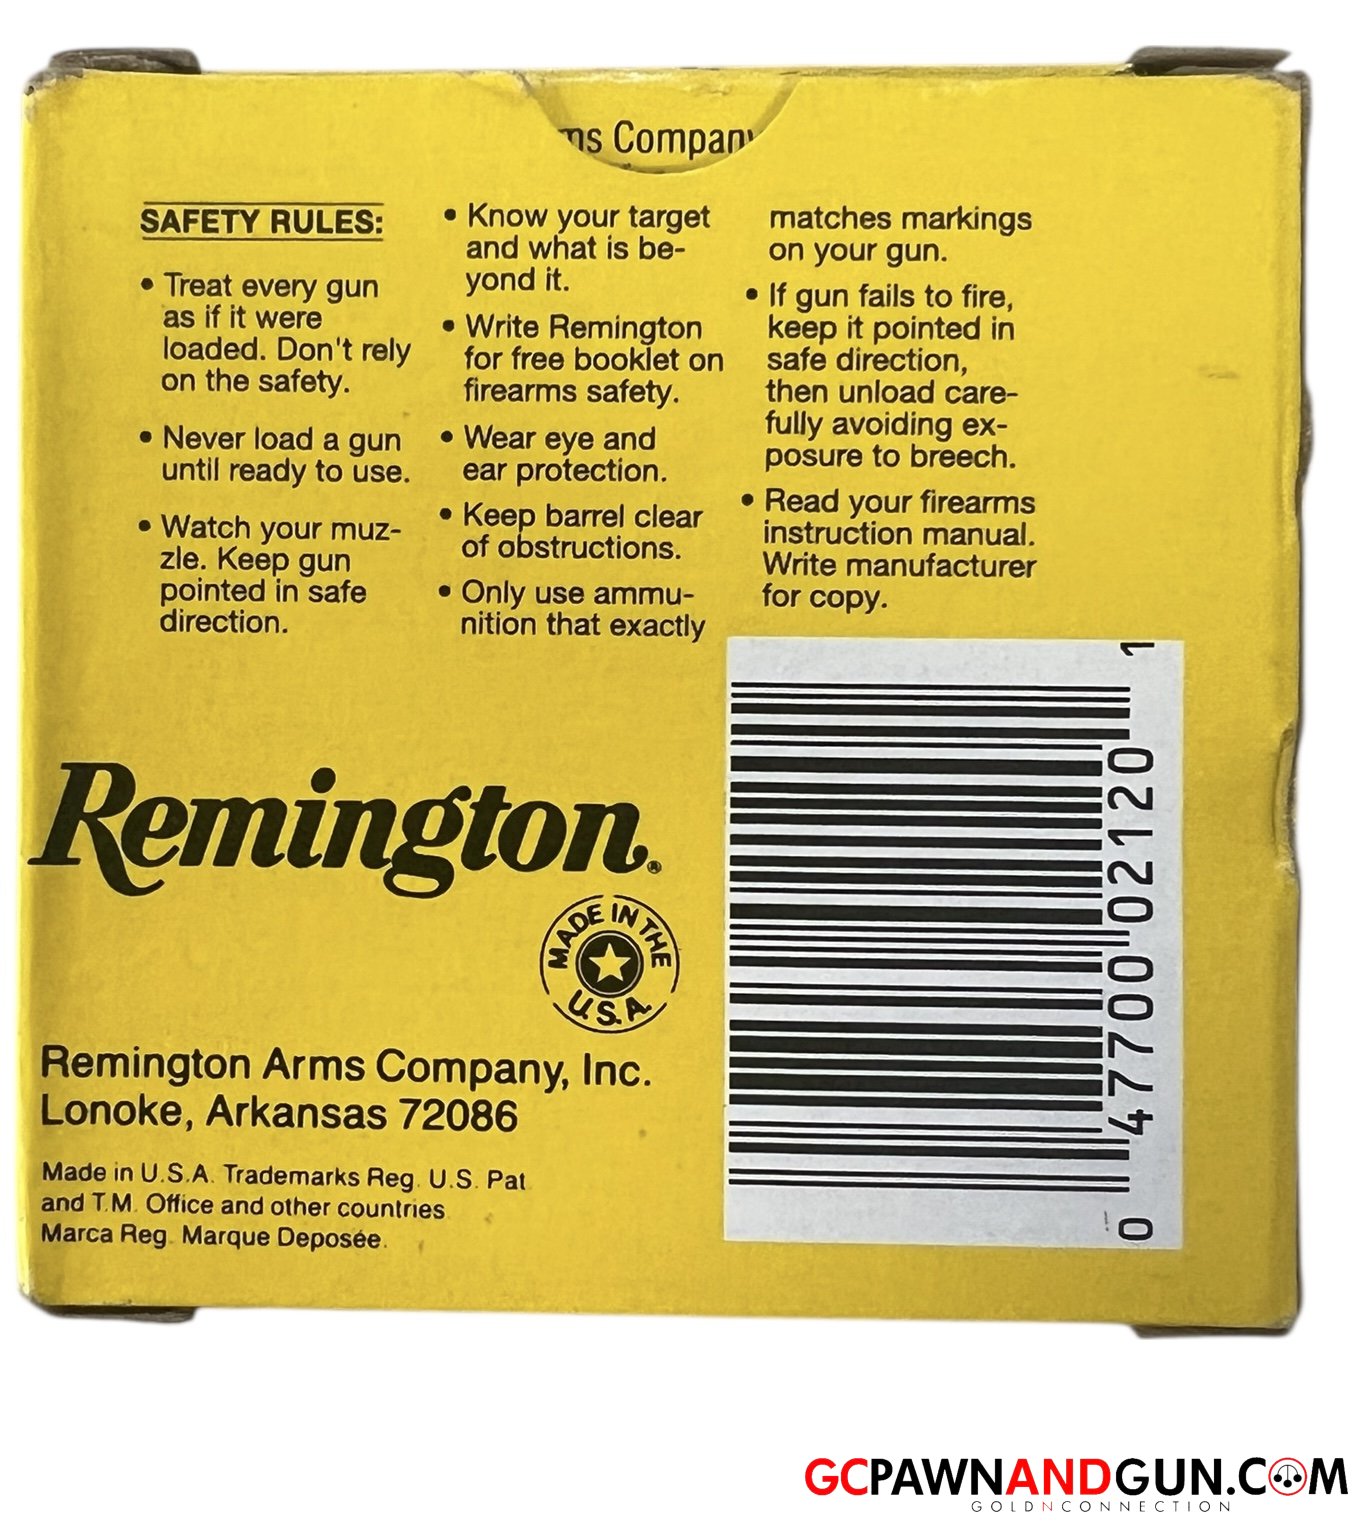 ms Company
SAFETY RULES:
• Treat every gun
as if it were
loaded. Don't rely
on the safety.
• Never load a gun
until ready to use.
• Watch your muz-
zle. Keep gun
pointed in safe
direction.
• Know your target
and what is be-
yond it.
• Write Remington
for free booklet on
firearms safety.
• Wear eye and
ear protection.
• Keep barrel clear
of obstructions.
• Only use ammu-
nition that exactly
matches markings
on your gun.
• If gun fails to fire,
keep it pointed in
safe direction,
then unload care-
fully avoiding ex-
posure to breech.
• Read your firearms
instruction manual.
Write manufacturer
for copy.
Remington®
MADE IN THE
U.S.A.
Remington Arms Company, Inc.
Lonoke, Arkansas 72086
Made in U.S.A. Trademarks Reg. U.S. Pat.
and T.M. Office and other countries.
Marca Reg. Marque Deposée.
0 47700 02120 1
GCPAWNANDGUN.COM
GOLDNCONNECTION